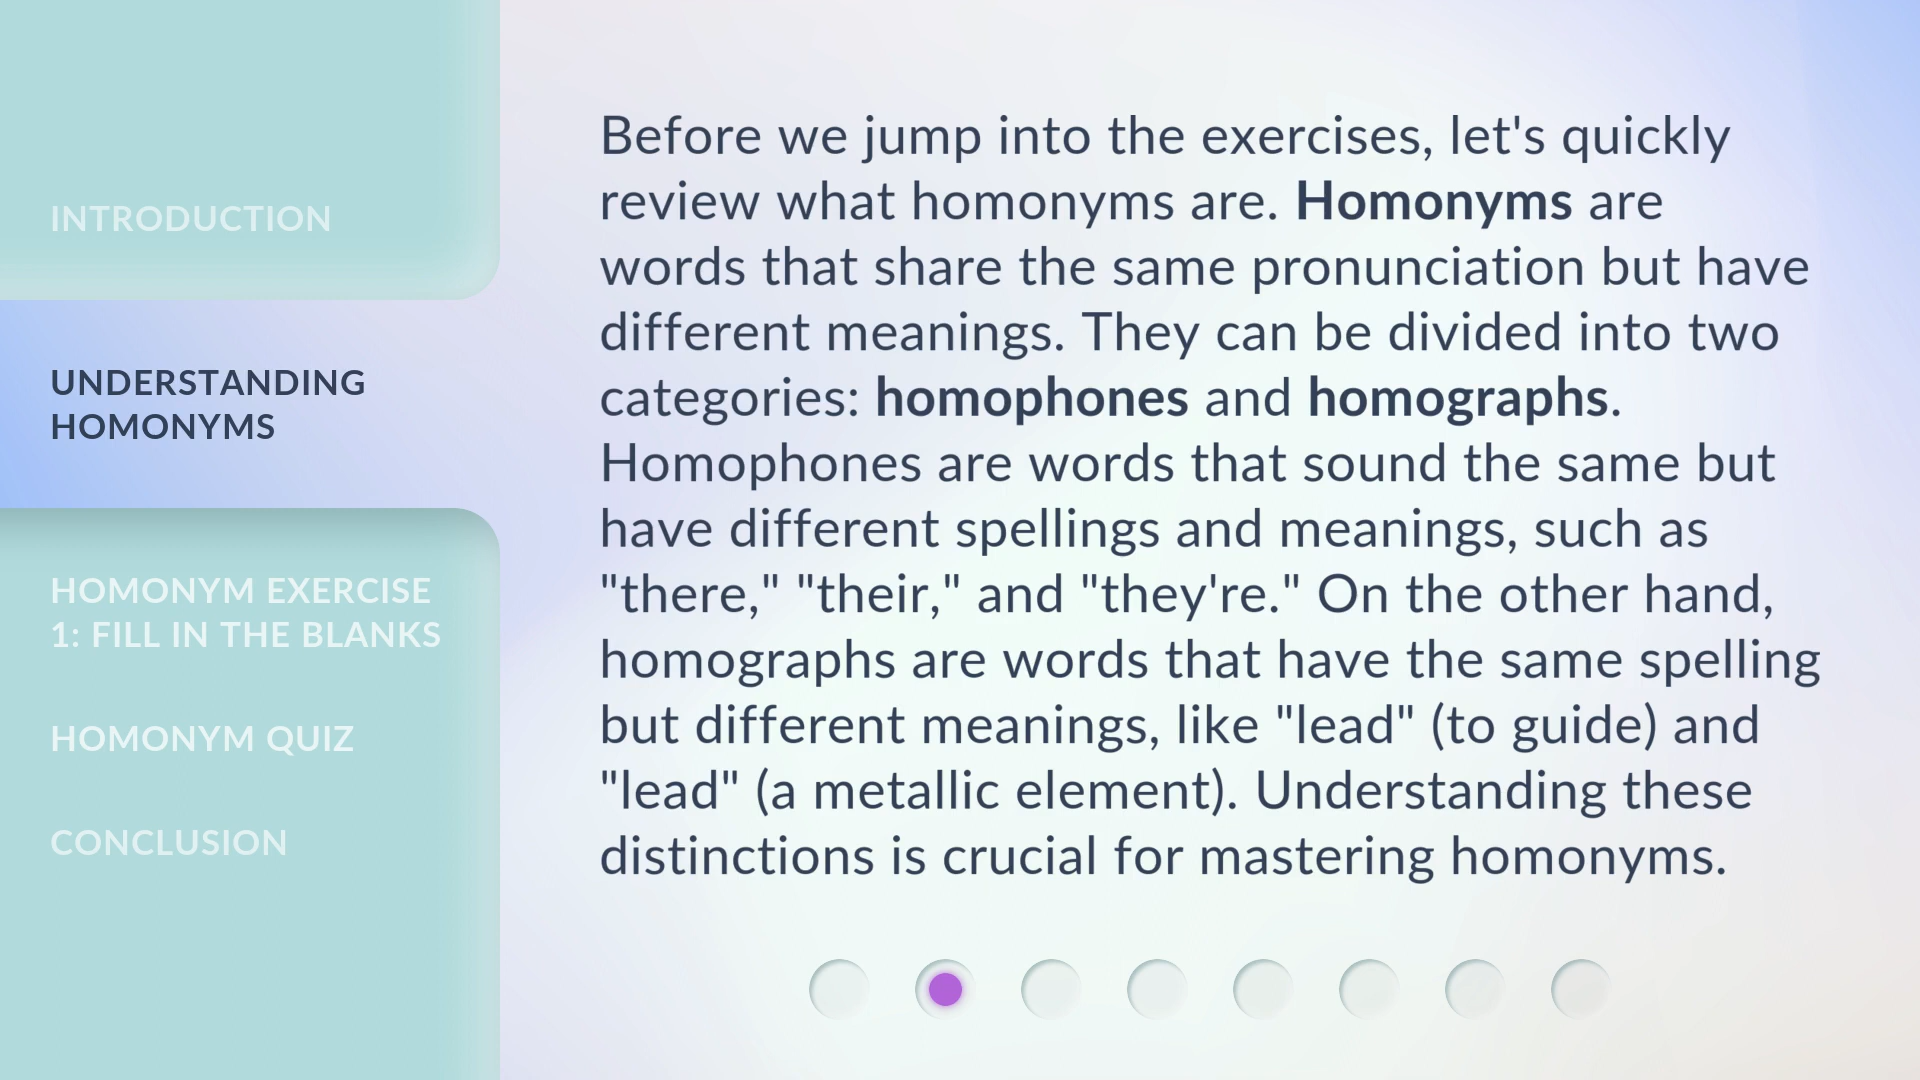 INTRODUCTION
UNDERSTANDING
HOMONYMS
HOMONYM EXERCISE
1: FILL IN THE BLANKS
HOMONYM QUIZ
CONCLUSION
Before we jump into the exercises, let's quickly
review what homonyms are. Homonyms are
words that share the same pronunciation but have
different meanings. They can be divided into two
categories: homophones and homographs.
Homophones are words that sound the same but
have different spellings and meanings, such as
"there," "their," and "they're." On the other hand,
homographs are words that have the same spelling
but different meanings, like "lead" (to guide) and
"lead" (a metallic element). Understanding these
distinctions is crucial for mastering homonyms.